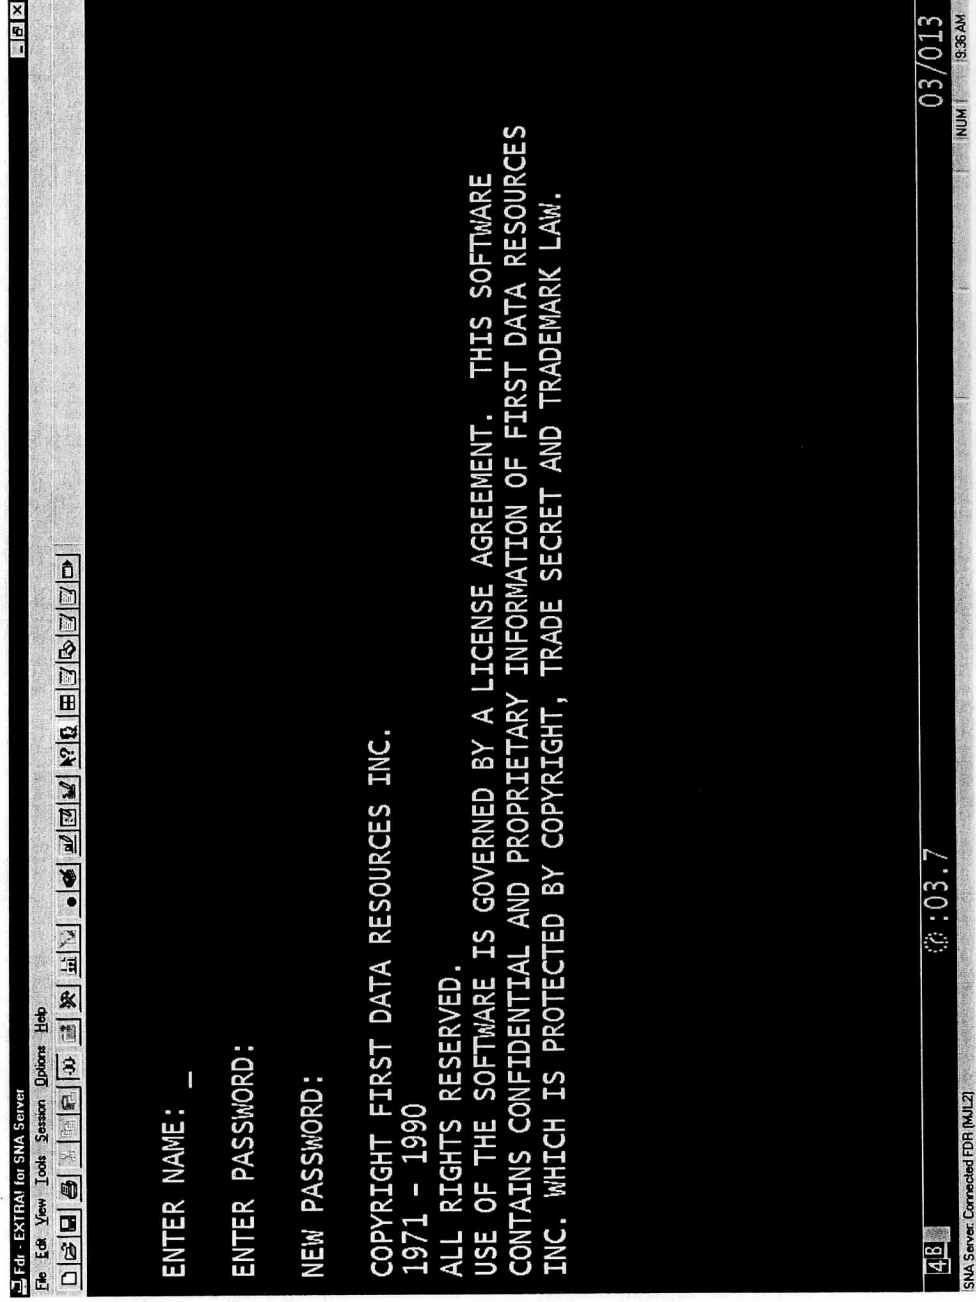 Fdr - EXTRA! for SNA Server
File Edit View Tools Session Options Help
ENTER NAME: _
ENTER PASSWORD:
NEW PASSWORD:
COPYRIGHT FIRST DATA RESOURCES INC.
1971 - 1990
ALL RIGHTS RESERVED.
USE OF THE SOFTWARE IS GOVERNED BY A LICENSE AGREEMENT. THIS SOFTWARE
CONTAINS CONFIDENTIAL AND PROPRIETARY INFORMATION OF FIRST DATA RESOURCES
INC. WHICH IS PROTECTED BY COPYRIGHT, TRADE SECRET AND TRADEMARK LAW.
4B :03.7 03/013
SNA Server: Connected FDR (MJL2) NUM 9:36 AM